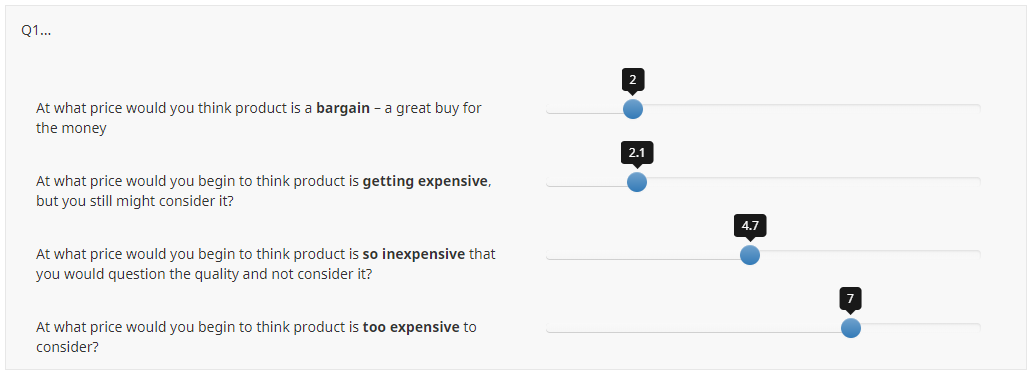 Q1...
2
At what price would you think product is a bargain – a great buy for
the money
2.1
At what price would you begin to think product is getting expensive,
but you still might consider it?
4.7
At what price would you begin to think product is so inexpensive that
you would question the quality and not consider it?
7
At what price would you begin to think product is too expensive to
consider?